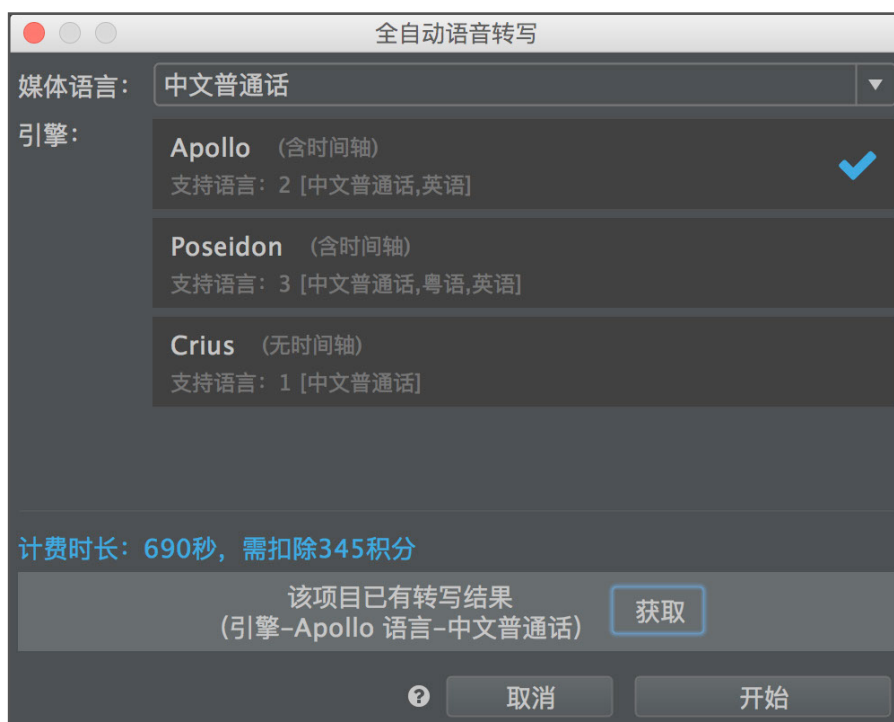 全自动语音转写
媒体语言： 中文普通话
引擎：
Apollo (含时间轴)
支持语言：2 [中文普通话,英语]
Poseidon (含时间轴)
支持语言：3 [中文普通话,粤语,英语]
Crius (无时间轴)
支持语言：1 [中文普通话]
计费时长：690秒，需扣除345积分
该项目已有转写结果
(引擎-Apollo 语言-中文普通话)
获取
? 取消 开始